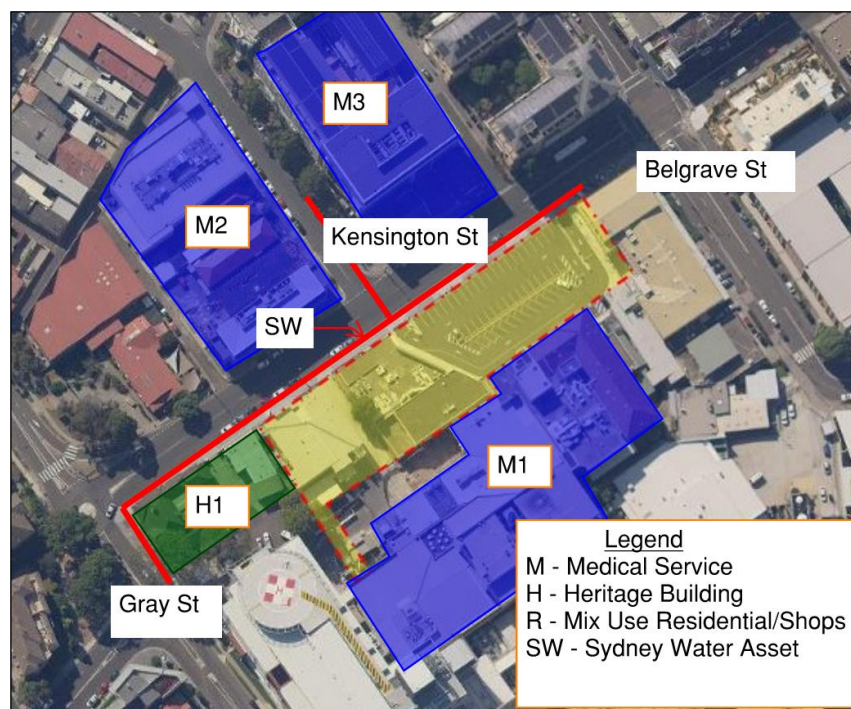 M3
Belgrave St
M2
Kensington St
SW
M1
H1
Gray St
H
Legend
M - Medical Service
H - Heritage Building
R - Mix Use Residential/Shops
SW - Sydney Water Asset